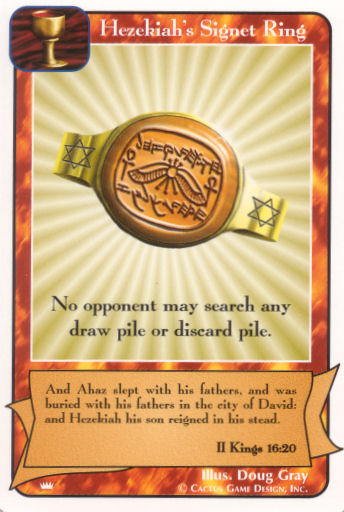 Hezekiah's Signet Ring
No opponent may search any
draw pile or discard pile.
And Ahaz slept with his fathers, and was
buried with his fathers in the city of David:
and Hezekiah his son reigned in his stead.
II Kings 16:20
Illus. Doug Gray
© Cactus Game Design, Inc.